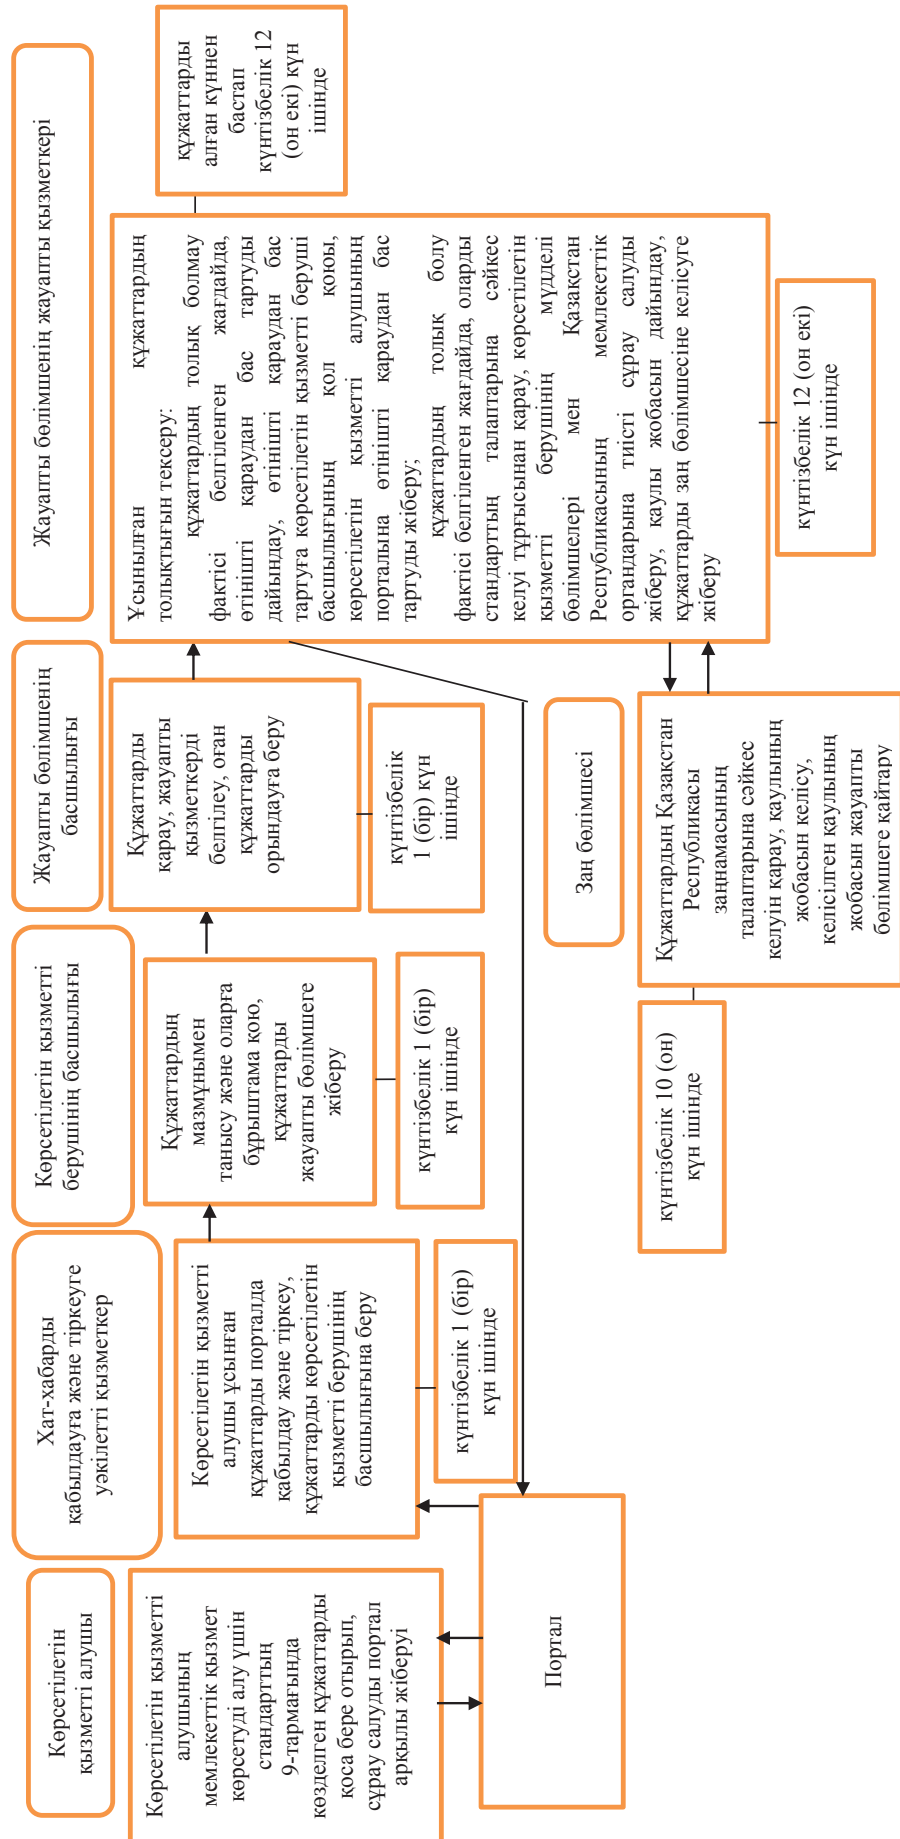 Көрсетілетін
қызметті алушы
Көрсетілетін қызметті
алушының
мемлекеттік қызмет
көрсетуді алу үшін
стандарттың
9-тармағында
көзделген құжаттарды
қоса бере отырып,
сұрау салуды портал
арқылы жіберуі
Портал
Хат-хабарды
қабылдауға және тіркеуге
уәкілетті қызметкер
Көрсетілетін қызметті
алушы ұсынған
құжаттарды порталда
қабылдау және тіркеу,
құжаттарды көрсетілетін
қызметті берушінің
басшылығына беру
күнтізбелік 1 (бір)
күн ішінде
Көрсетілетін қызметті
берушінің басшылығы
Құжаттардың
мазмұнымен
танысу және оларға
бұрыштама қою,
құжаттарды
жауапты бөлімшеге
жіберу
күнтізбелік 1 (бір)
күн ішінде
Жауапты бөлімшенің
басшылығы
Құжаттарды
қарау, жауапты
қызметкерді
белгілеу, оған
құжаттарды
орындауға беру
күнтізбелік
1 (бір) күн
ішінде
Жауапты бөлімшенің жауапты қызметкері
Ұсынылған құжаттардың
толықтығын тексеру:
құжаттардың толық болмау
фактісі белгіленген жағдайда,
өтінішті қараудан бас тартуды
дайындау, өтінішті қараудан бас
тартуға көрсетілетін қызметті беруші
басшылығының қол қоюы,
көрсетілетін қызметті алушының
порталына өтінішті қараудан бас
тартуды жіберу;
құжаттардың толық болу
фактісі белгіленген жағдайда, оларды
стандарттың талаптарына сәйкес
келуі тұрғысынан қарау, көрсетілетін
қызметті берушінің мүдделі
бөлімшелері мен Қазақстан
Республикасының мемлекеттік
органдарына тиісті сұрау салуды
жіберу, қаулы жобасын дайындау,
құжаттарды заң бөлімшесіне келісуге
жіберу
құжаттарды
алған күннен
бастап
күнтізбелік 12
(он екі) күн
ішінде
күнтізбелік 12 (он екі)
күн ішінде
Заң бөлімшесі
Құжаттардың Қазақстан
Республикасы
заңнамасының
талаптарына сәйкес
келуін қарау, қаулының
жобасын келісу,
келісілген қаулының
жобасын жауапты
бөлімшеге қайтару
күнтізбелік 10 (он)
күн ішінде